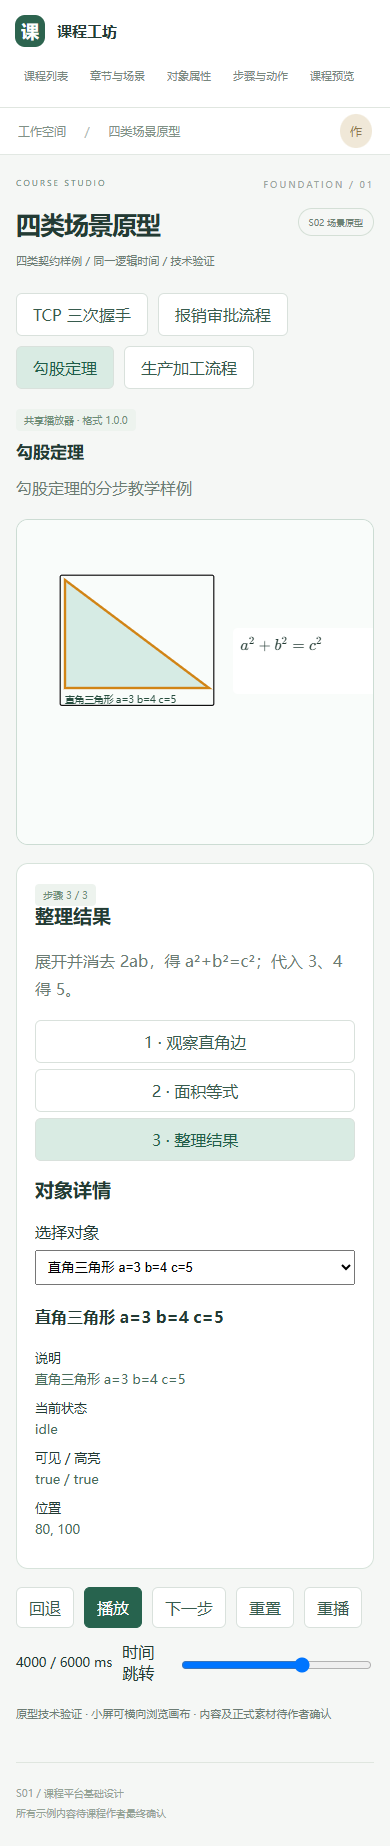 课 课程工坊
课程列表 章节与场景 对象属性 步骤与动作 课程预览
工作空间 / 四类场景原型 作
COURSE STUDIO FOUNDATION / 01
四类场景原型 S02 场景原型
四类契约样例 / 同一逻辑时间 / 技术验证
TCP 三次握手 报销审批流程
勾股定理 生产加工流程
共享播放器 · 格式 1.0.0
勾股定理
勾股定理的分步教学样例
a² + b² = c²
直角三角形 a=3 b=4 c=5
步骤 3 / 3
整理结果
展开并消去 2ab，得 a²+b²=c²；代入 3、4
得 5。
1 · 观察直角边
2 · 面积等式
3 · 整理结果
对象详情
选择对象
直角三角形 a=3 b=4 c=5
直角三角形 a=3 b=4 c=5
说明
直角三角形 a=3 b=4 c=5
当前状态
idle
可见 / 高亮
true / true
位置
80, 100
回退 播放 下一步 重置 重播
4000 / 6000 ms 时间
跳转
原型技术验证 · 小屏可横向浏览画布 · 内容及正式素材待作者确认
S01 / 课程平台基础设计
所有示例内容待课程作者最终确认